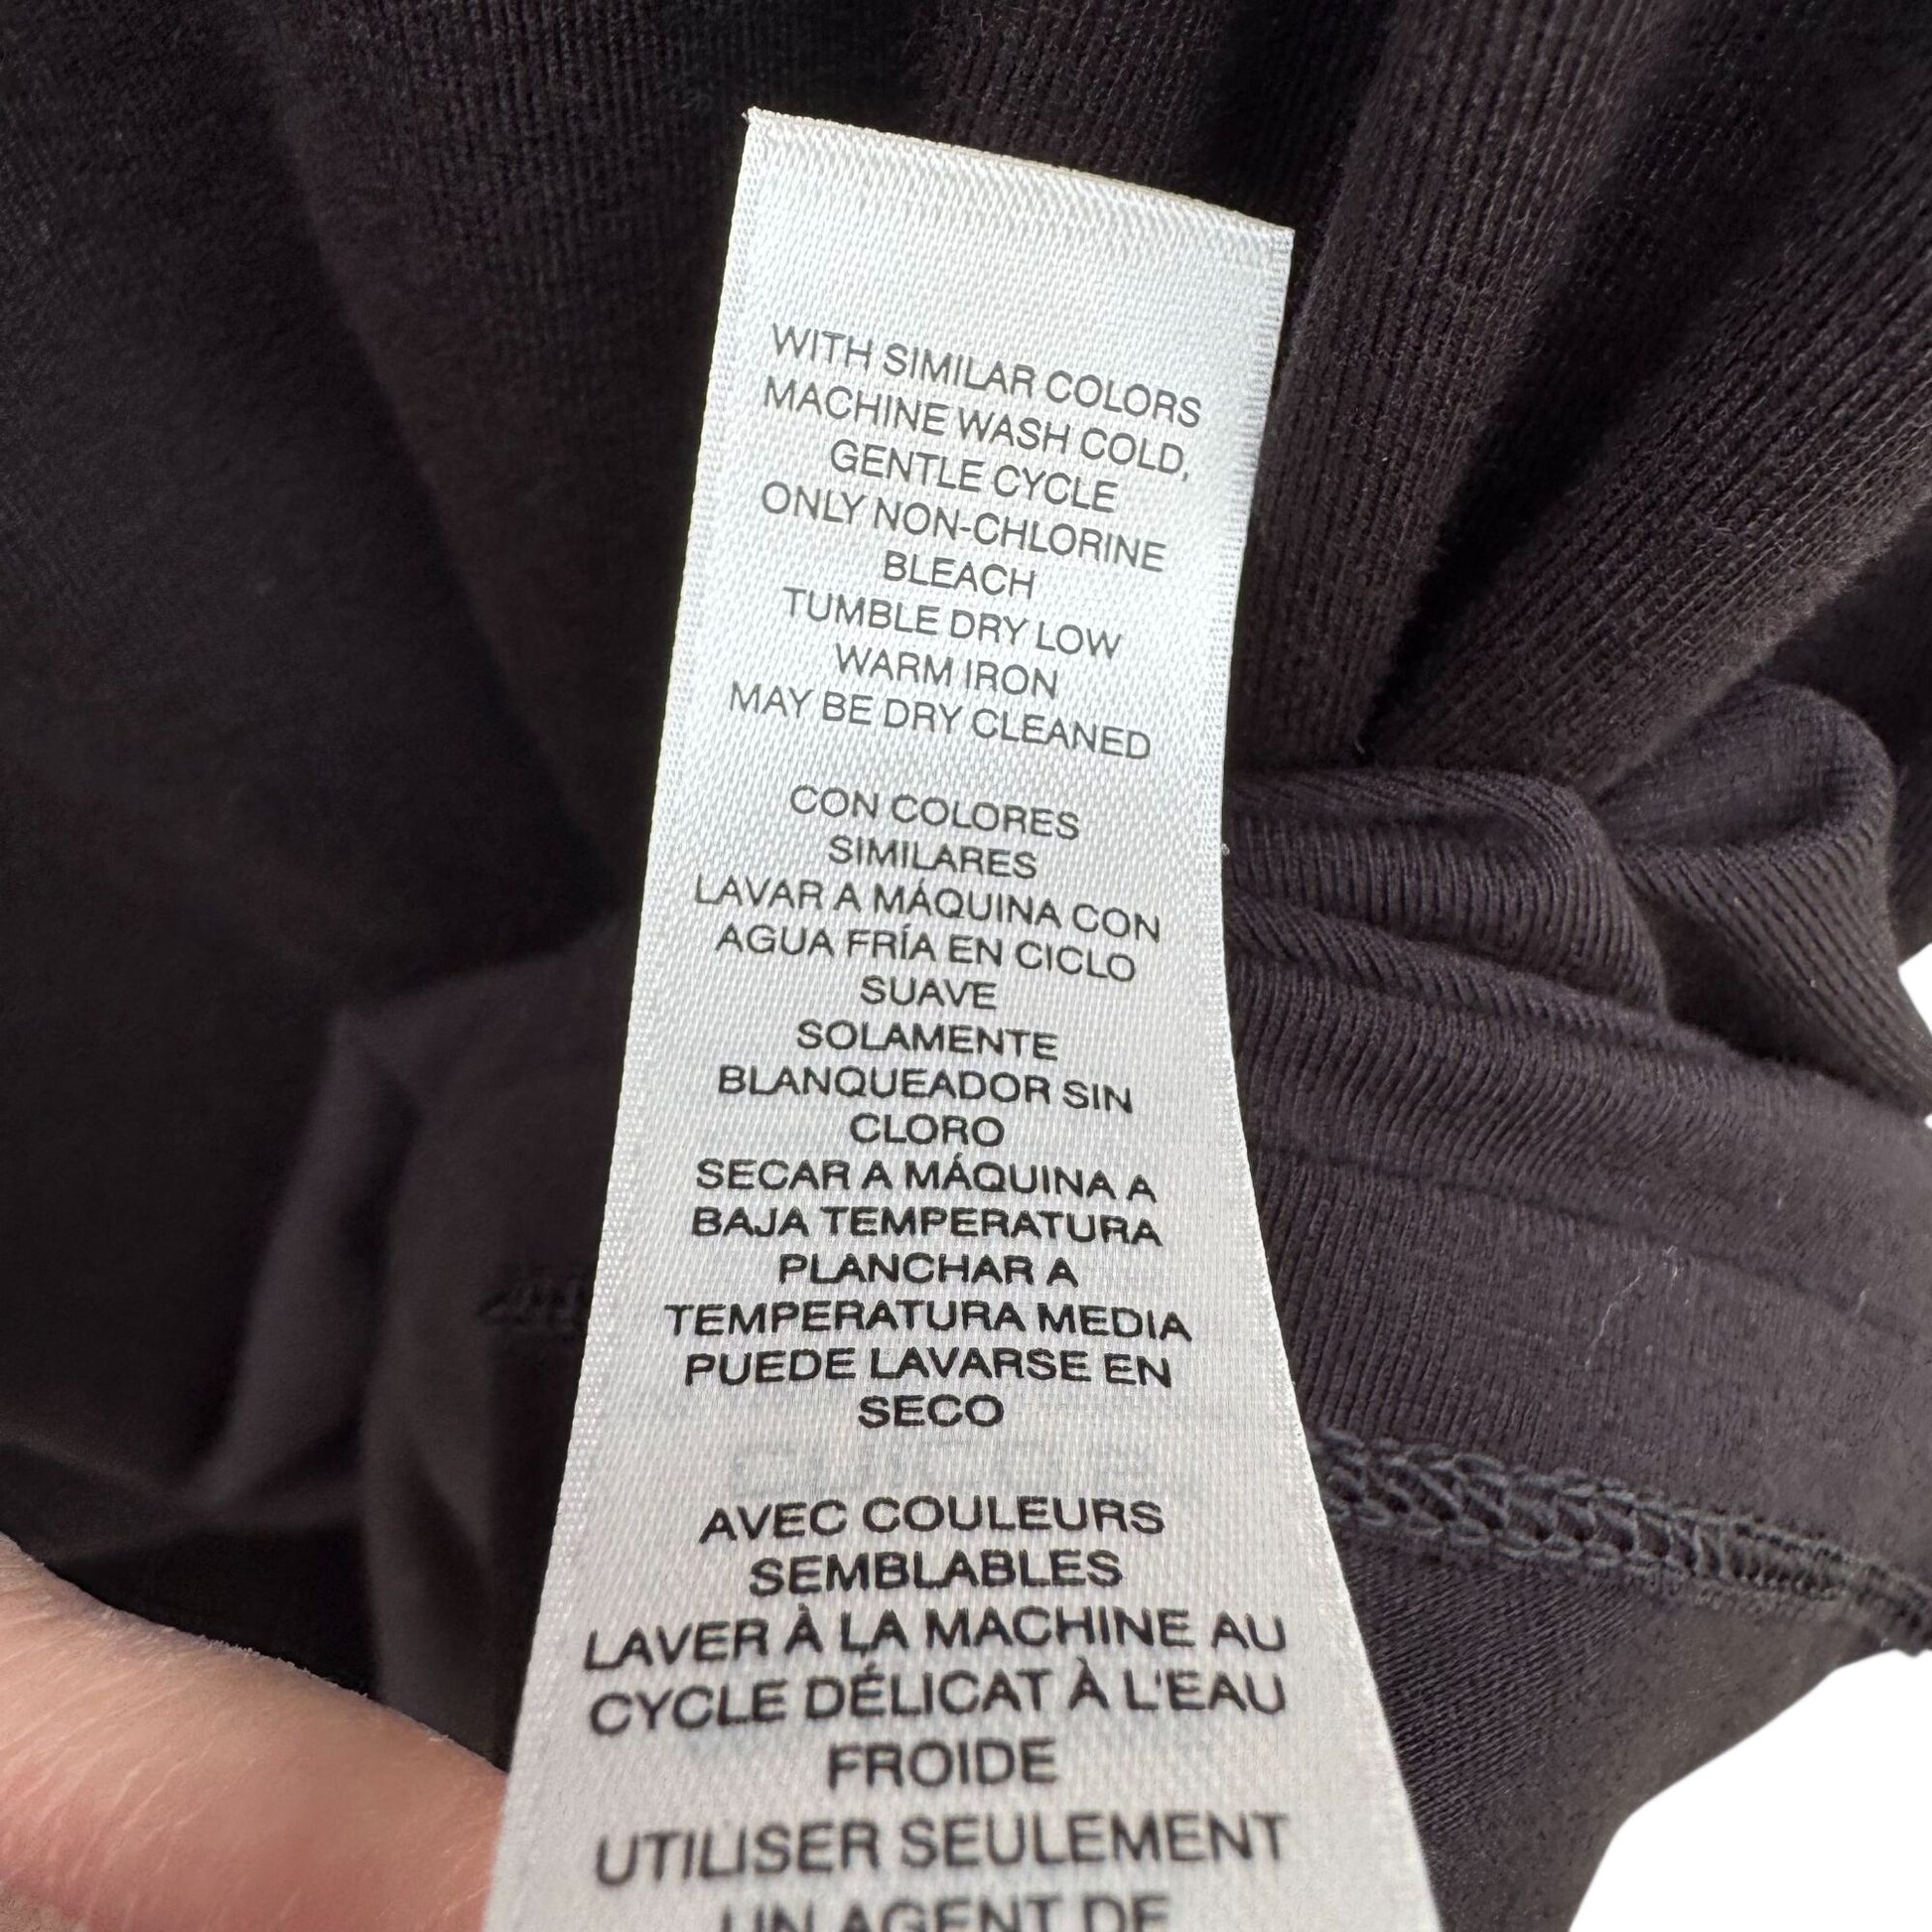 WITH SIMILAR COLORS
MACHINE WASH COLD,
GENTLE CYCLE
ONLY NON-CHLORINE
BLEACH
TUMBLE DRY LOW
WARM IRON
MAY BE DRY CLEANED
CON COLORES
SIMILARES
LAVAR A MÁQUINA CON
AGUA FRÍA EN CICLO
SUAVE
SOLAMENTE
BLANQUEADOR SIN
CLORO
SECAR A MÁQUINA A
BAJA TEMPERATURA
PLANCHAR A
TEMPERATURA MEDIA
PUEDE LAVARSE EN
SECO
AVEC COULEURS
SEMBLABLES
LAVER À LA MACHINE AU
CYCLE DÉLICAT À L'EAU
FROIDE
UTILISER SEULEMENT
UN AGENT DE